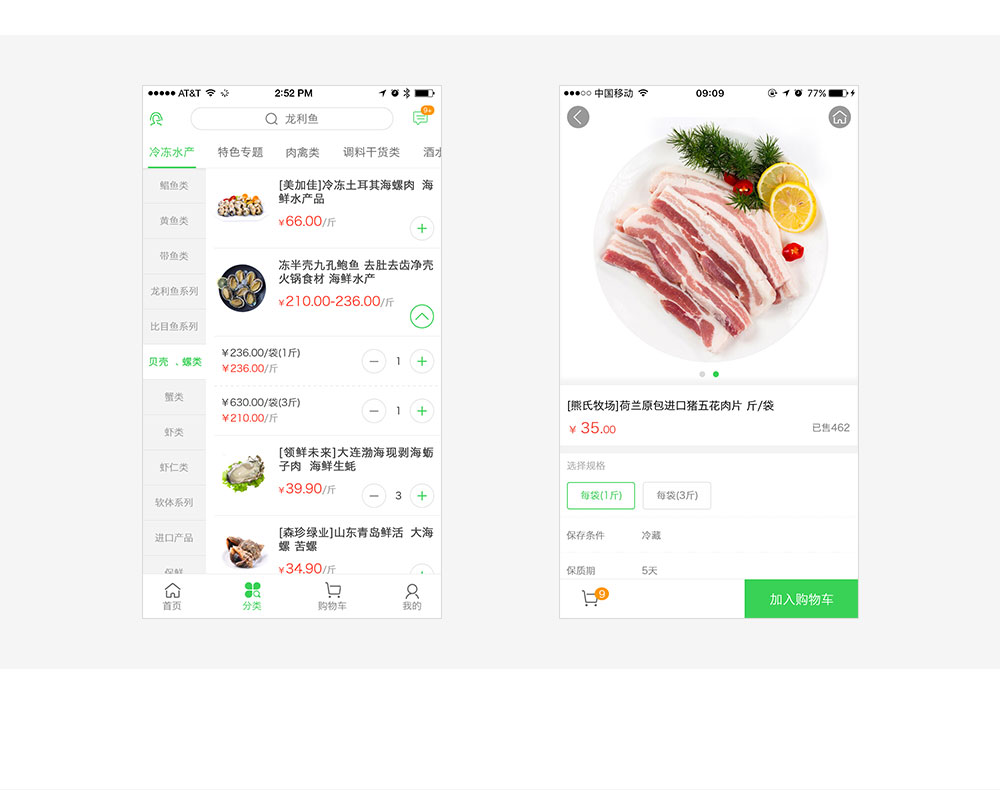 AT&T 2:52 PM
龙利鱼 9+
冷冻水产 特色专题 肉禽类 调料干货类 酒水
鲳鱼类
黄鱼类
带鱼类
龙利鱼系列
比目鱼系列
贝壳、螺类
蟹类
虾类
虾仁类
软体系列
进口产品
保鲜
[美加佳]冷冻土耳其海螺肉 海
鲜水产品
¥66.00/斤
冻半壳九孔鲍鱼 去肚去齿净壳
火锅食材 海鲜水产
¥210.00-236.00/斤
¥236.00/袋(1斤)
¥236.00/斤
1
¥630.00/袋(3斤)
¥210.00/斤
1
[领鲜未来]大连渤海现剥海蛎
子肉 海鲜生蚝
¥39.90/斤
3
[森珍绿业]山东青岛鲜活 大海
螺 苦螺
¥34.90/斤
首页 分类 购物车 我的
中国移动 09:09 77%
[熊氏牧场]荷兰原包进口猪五花肉片 斤/袋
¥ 35.00 已售462
选择规格
每袋(1斤) 每袋(3斤)
保存条件 冷藏
保质期 5天
9 加入购物车